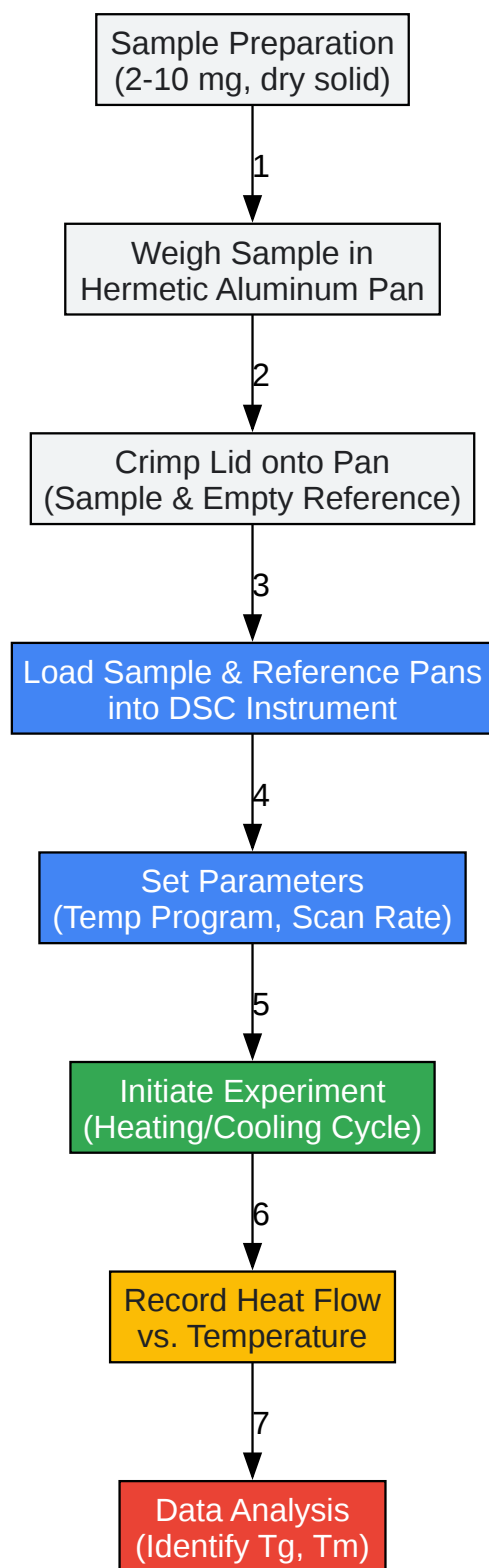 Sample Preparation
(2-10 mg, dry solid)
1
Weigh Sample in
Hermetic Aluminum Pan
2
Crimp Lid onto Pan
(Sample & Empty Reference)
3
Load Sample & Reference Pans
into DSC Instrument
4
Set Parameters
(Temp Program, Scan Rate)
5
Initiate Experiment
(Heating/Cooling Cycle)
6
Record Heat Flow
vs. Temperature
7
Data Analysis
(Identify Tg, Tm)